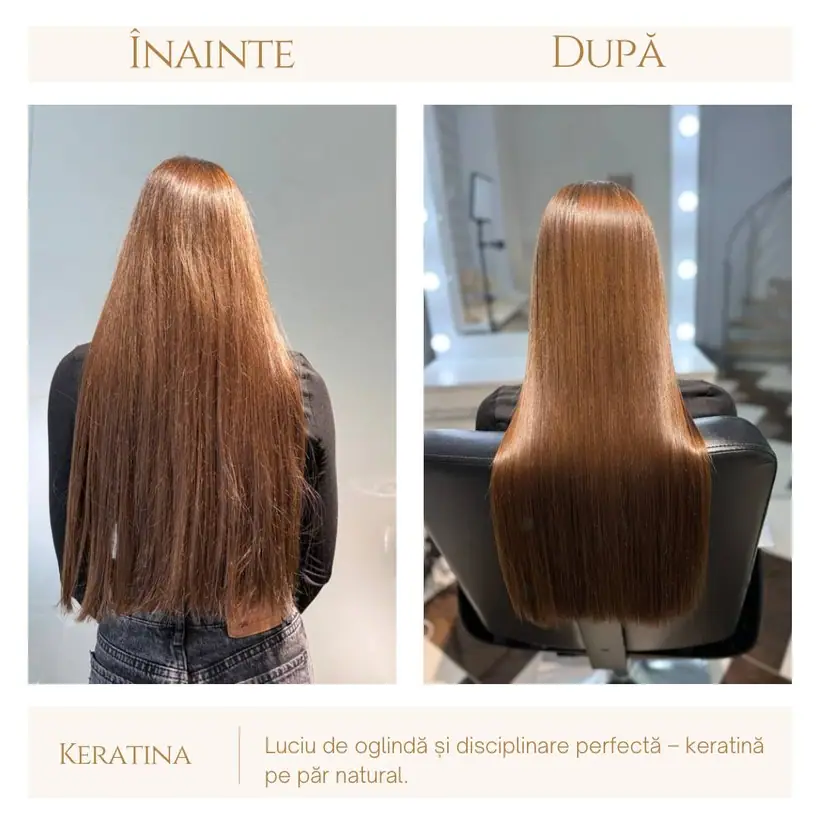 ÎNAINTE
DUPĂ
KERATINA
Luciu de oglindă și disciplinare perfectă – keratină
pe păr natural.